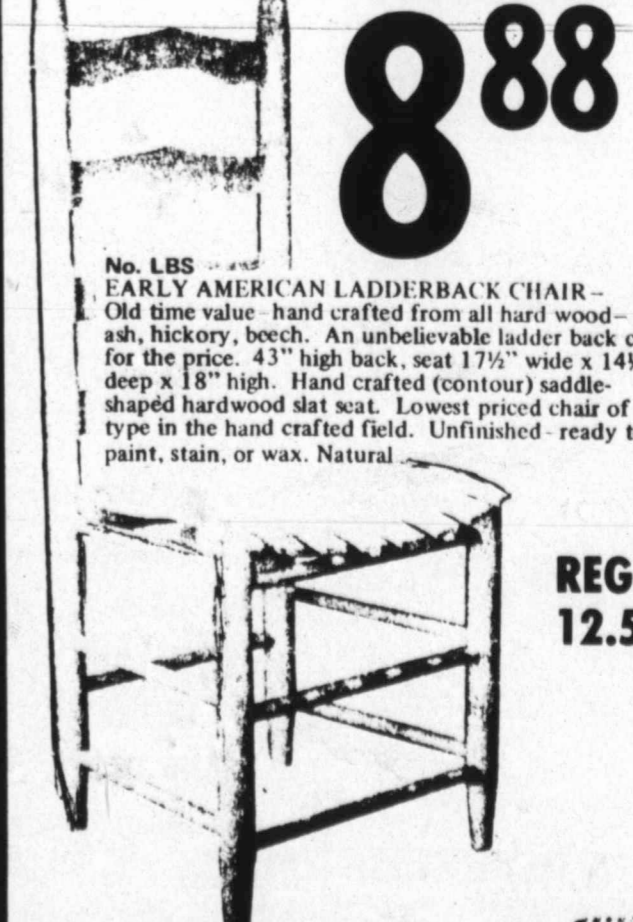 8 88
No. LBS
EARLY AMERICAN LADDERBACK CHAIR–
Old time value–hand crafted from all hard wood–
ash, hickory, beech. An unbelievable ladder back
for the price. 43" high back, seat 17½" wide x
deep x 18" high. Hand crafted (contour) saddle-
shaped hardwood slat seat. Lowest priced chair of
type in the hand crafted field. Unfinished–ready
paint, stain, or wax. Natural
REG
12.5